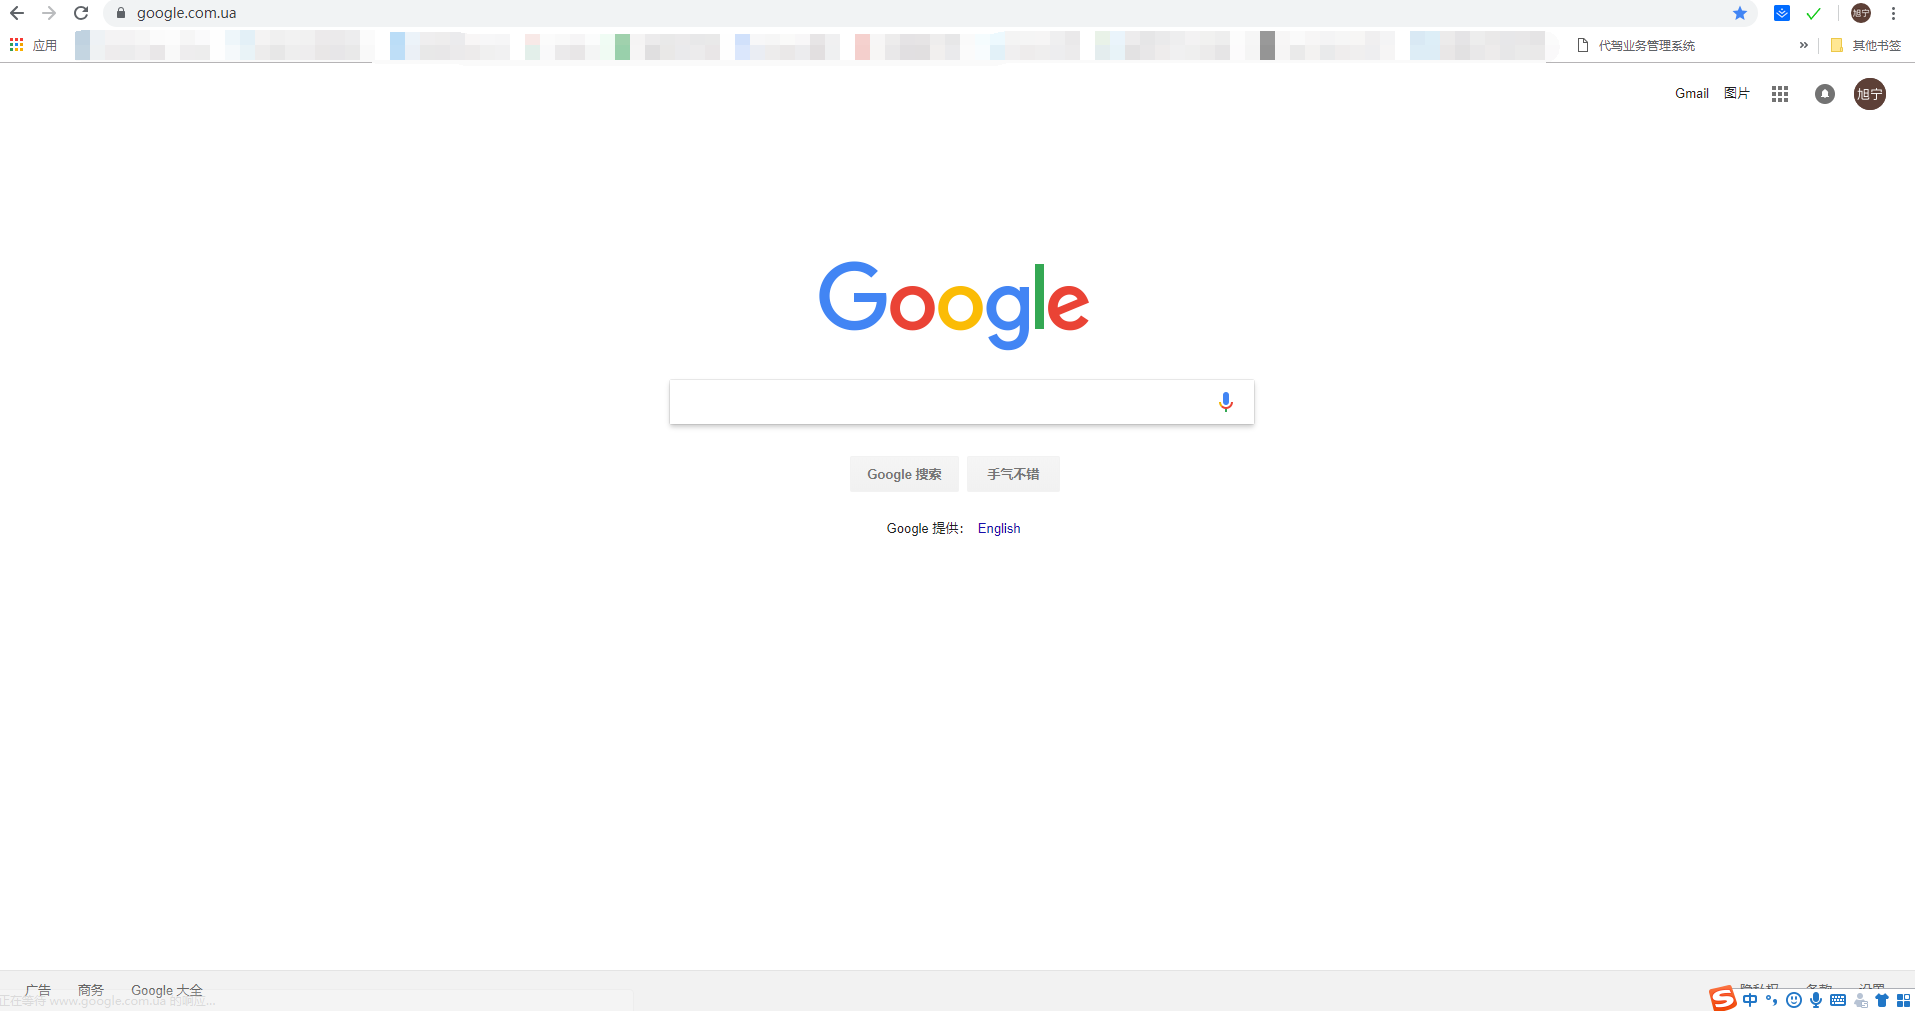 google.com.ua
旭宁
应用
代驾业务管理系统
»
其他书签
Gmail 图片 旭宁
Google
Google 搜索 手气不错
Google 提供： English
广告 商务 Google 大全
隐私权 条款 设置
正在等待 www.google.com.ua 的响应...
中